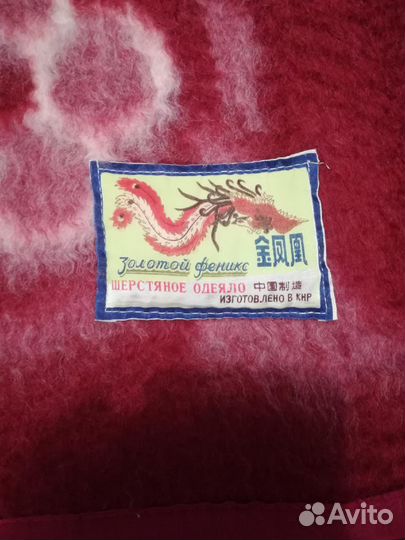 Золотой феникс 金凤凰
ШЕРСТЯНОЕ ОДЕЯЛО 中国制造
ИЗГОТОВЛЕНО В КНР
Avito